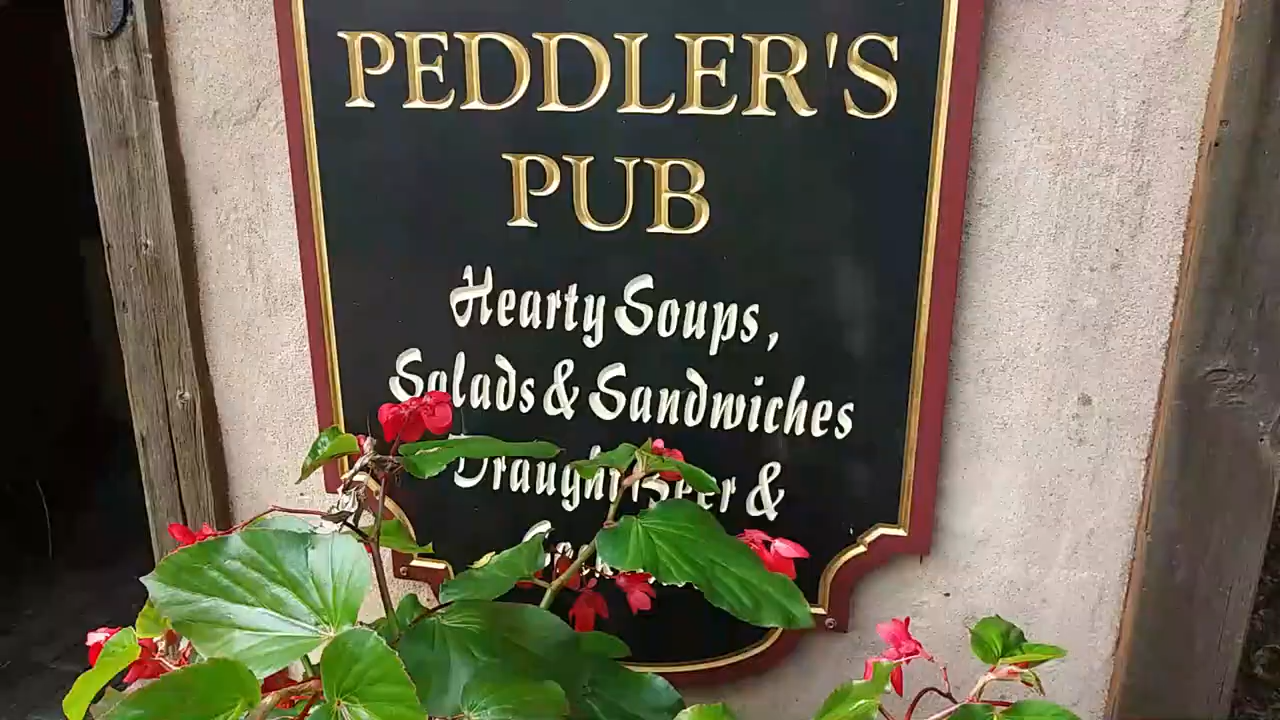 PEDDLER'S
PUB
Hearty Soups,
Salads & Sandwiches
Draught Beer &